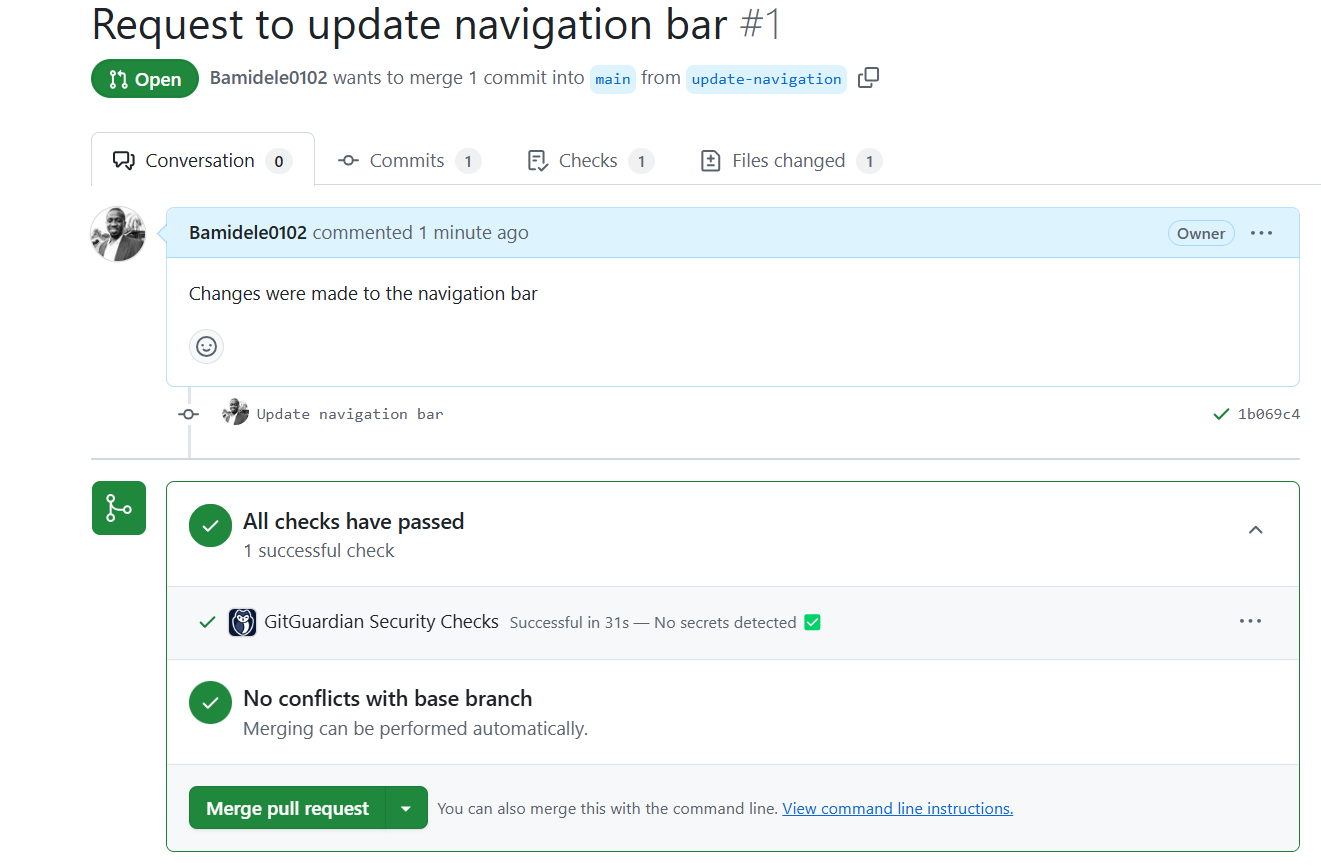 Request to update navigation bar #1
Open Bamidele0102 wants to merge 1 commit into main from update-navigation
Conversation 0 Commits 1 Checks 1 Files changed 1
Bamidele0102 commented 1 minute ago Owner
Changes were made to the navigation bar
Update navigation bar 1b069c4
All checks have passed
1 successful check
GitGuardian Security Checks Successful in 31s — No secrets detected ✅
No conflicts with base branch
Merging can be performed automatically.
Merge pull request You can also merge this with the command line. View command line instructions.